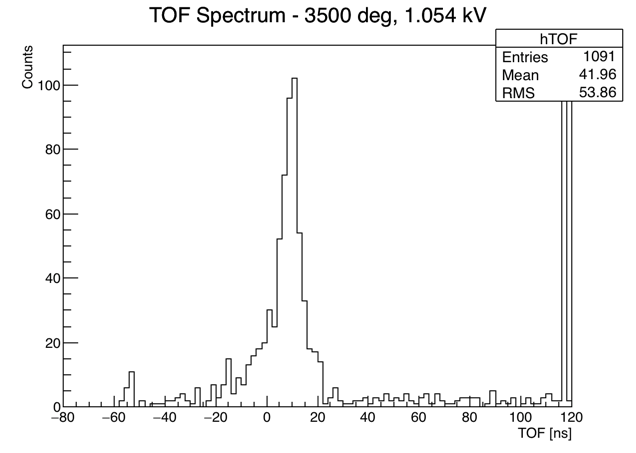 TOF Spectrum - 3500 deg, 1.054 kV
hTOF
Entries 1091
Mean 41.96
RMS 53.86
Counts
100
80
60
40
20
0
−80 −60 −40 −20 0 20 40 60 80 100 120
TOF [ns]